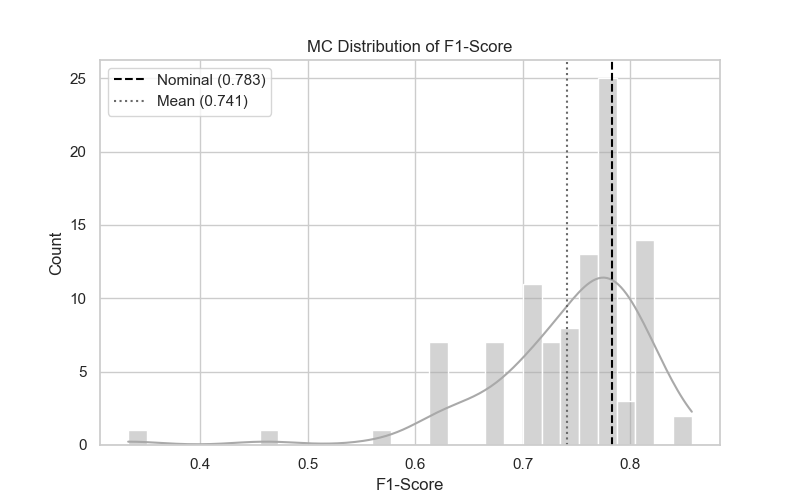 MC Distribution of F1-Score
Nominal (0.783)
Mean (0.741)
25
20
15
10
5
0
Count
0.4 0.5 0.6 0.7 0.8
F1-Score